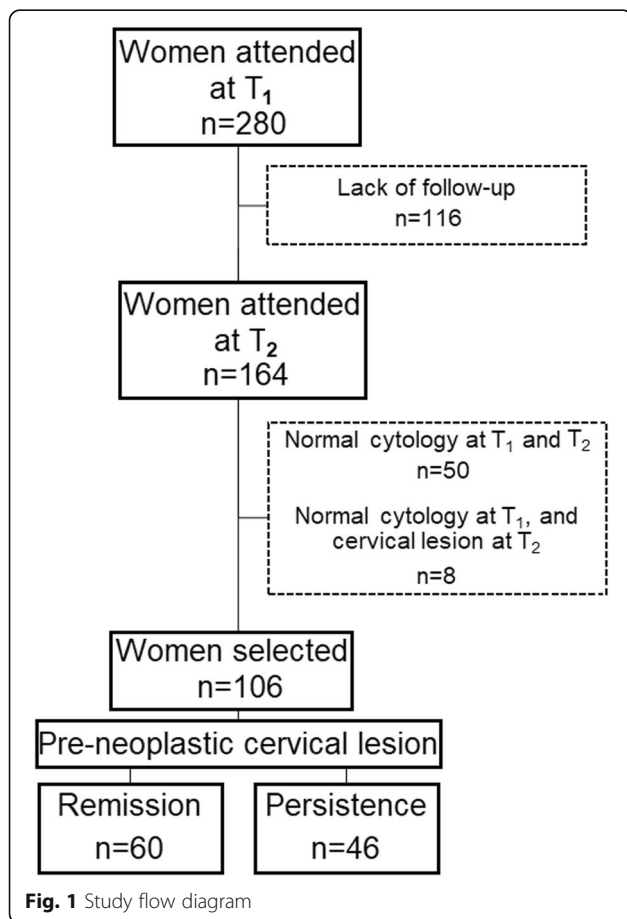 Women attended
at T₁
n=280
Lack of follow-up
n=116
Women attended
at T₂
n=164
Normal cytology at T₁ and T₂
n=50
Normal cytology at T₁, and
cervical lesion at T₂
n=8
Women selected
n=106
Pre-neoplastic cervical lesion
Remission
n=60
Persistence
n=46
Fig. 1 Study flow diagram